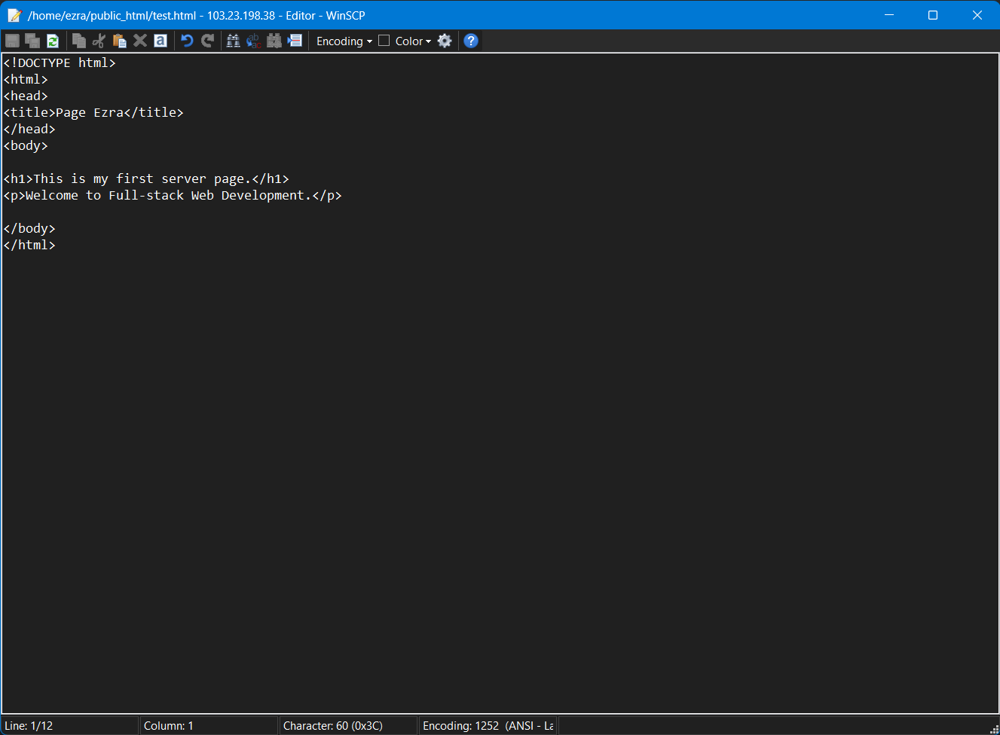 /home/ezra/public_html/test.html - 103.23.198.38 - Editor - WinSCP
Encoding Color
<!DOCTYPE html>
<html>
<head>
<title>Page Ezra</title>
</head>
<body>
<h1>This is my first server page.</h1>
<p>Welcome to Full-stack Web Development.</p>
</body>
</html>
Line: 1/12 Column: 1 Character: 60 (0x3C) Encoding: 1252 (ANSI - La